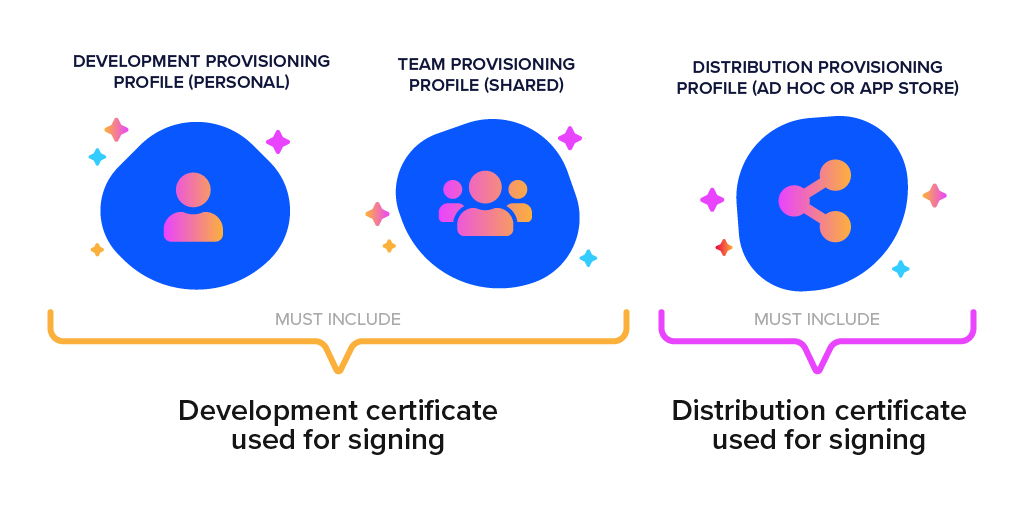 DEVELOPMENT PROVISIONING
PROFILE (PERSONAL)
TEAM PROVISIONING
PROFILE (SHARED)
DISTRIBUTION PROVISIONING
PROFILE (AD HOC OR APP STORE)
MUST INCLUDE
MUST INCLUDE
Development certificate
used for signing
Distribution certificate
used for signing